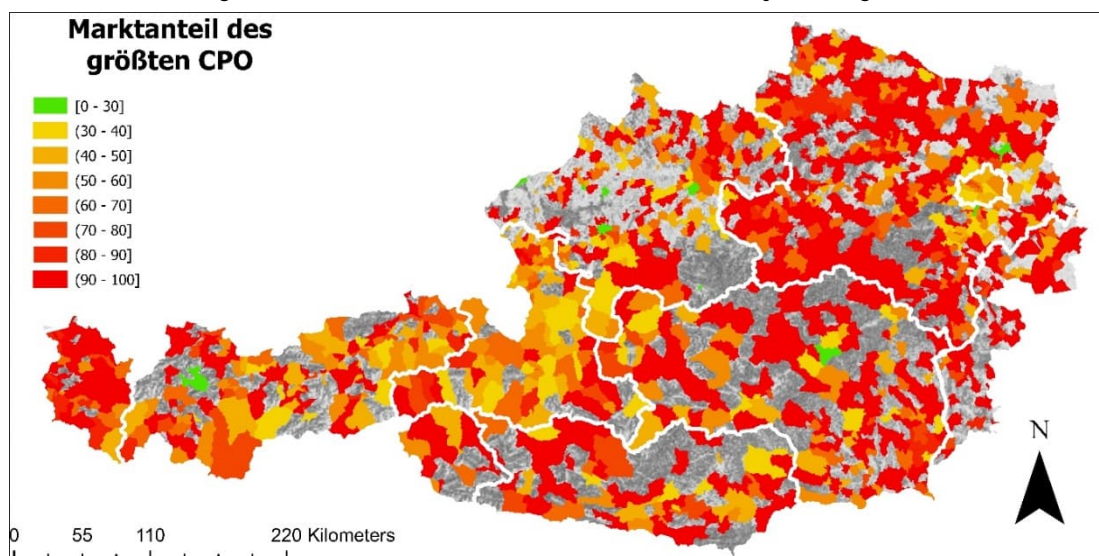 Marktanteil des
größten CPO
[0 - 30]
(30 - 40]
(40 - 50]
(50 - 60]
(60 - 70]
(70 - 80]
(80 - 90]
(90 - 100]
N
0 55 110 220 Kilometers